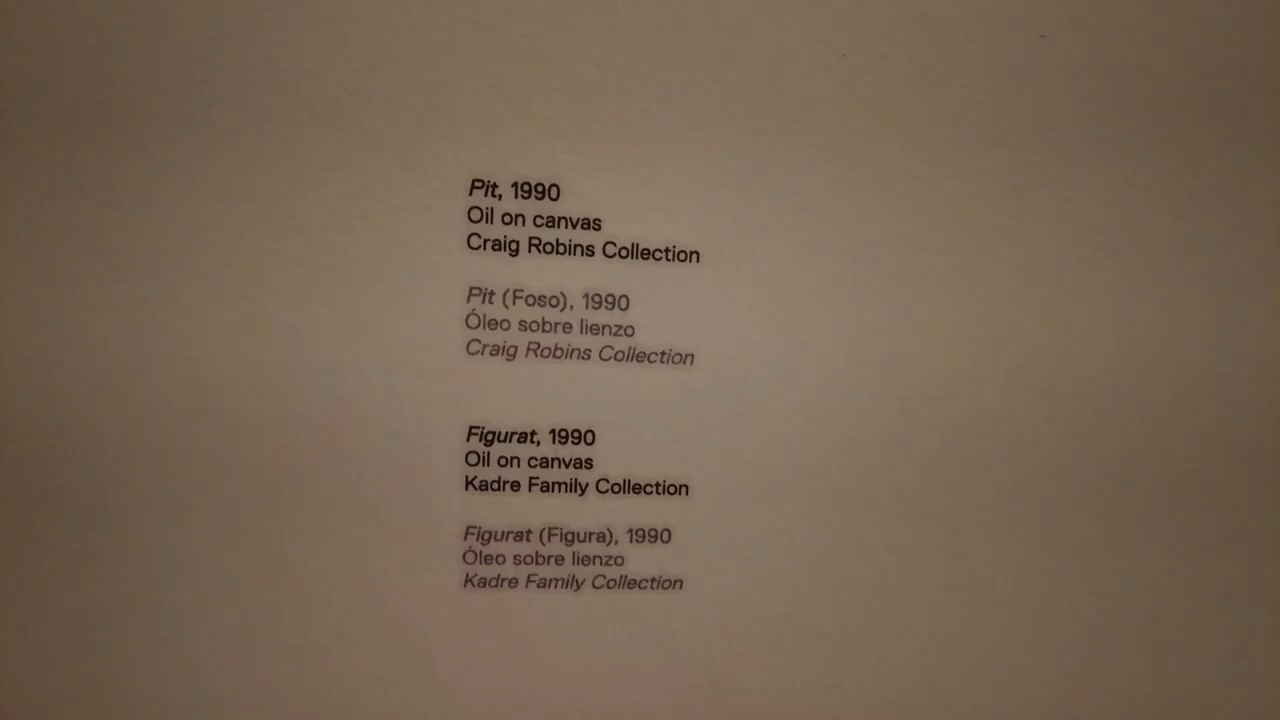 Pit, 1990
Oil on canvas
Craig Robins Collection
Pit (Foso), 1990
Óleo sobre lienzo
Craig Robins Collection
Figurat, 1990
Oil on canvas
Kadre Family Collection
Figurat (Figura), 1990
Óleo sobre lienzo
Kadre Family Collection